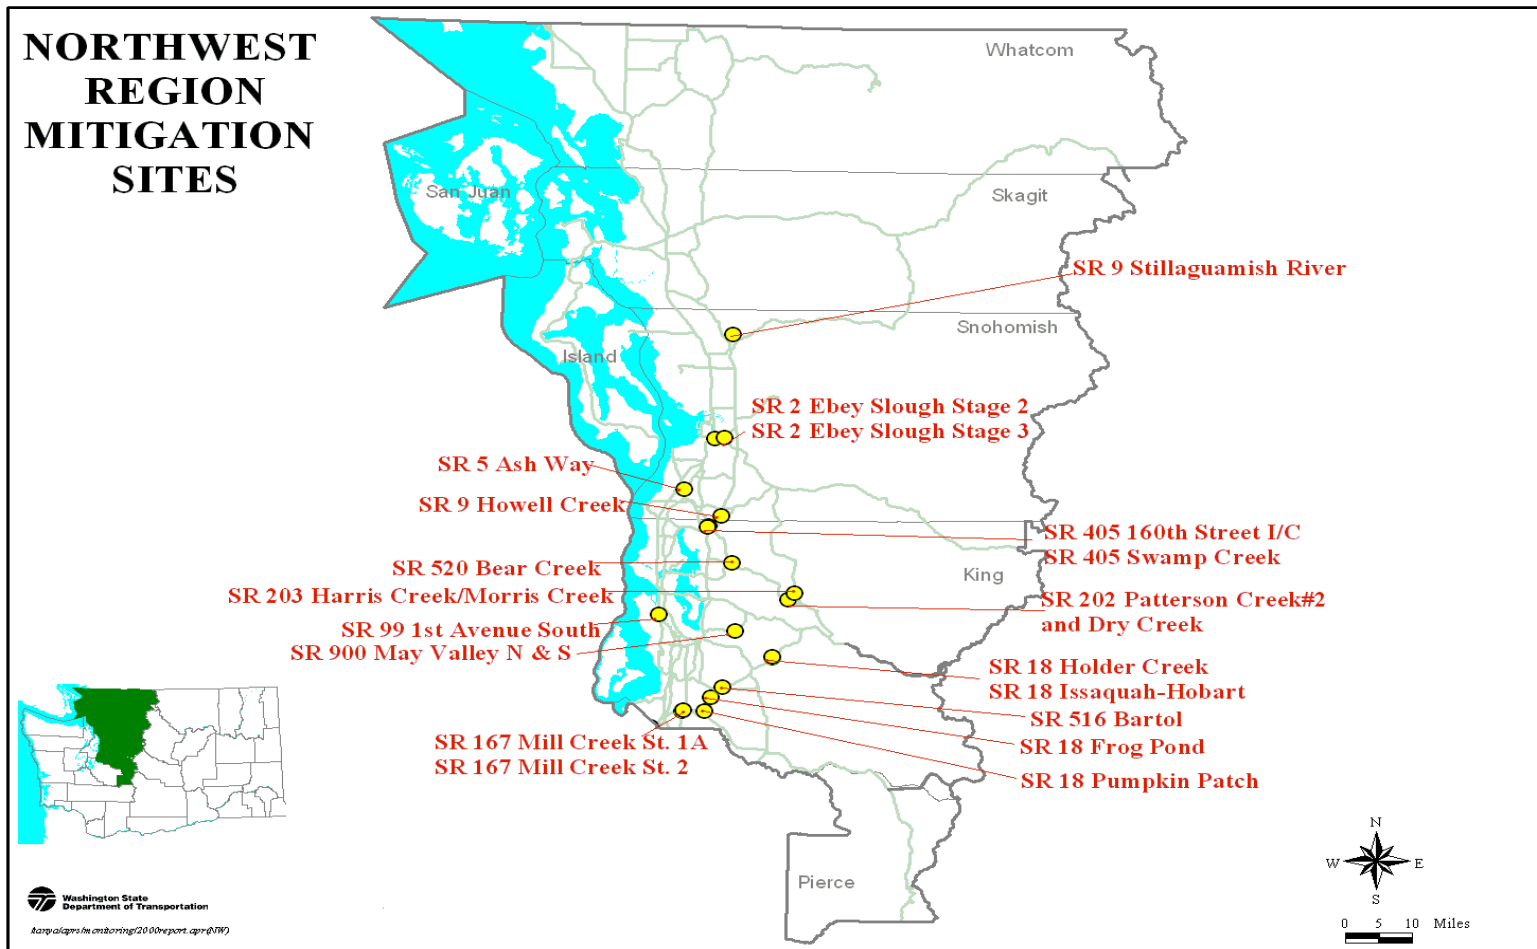 NORTHWEST
REGION
MITIGATION
SITES
Whatcom
San Juan
Skagit
SR 9 Stillaguamish River
Snohomish
Island
SR 2 Ebey Slough Stage 2
SR 2 Ebey Slough Stage 3
SR 5 Ash Way
SR 9 Howell Creek
SR 405 160th Street I/C
SR 405 Swamp Creek
SR 520 Bear Creek
King
SR 203 Harris Creek/Morris Creek
SR 202 Patterson Creek#2
and Dry Creek
SR 99 1st Avenue South
SR 900 May Valley N & S
SR 18 Holder Creek
SR 18 Issaquah-Hobart
SR 516 Bartol
SR 167 Mill Creek St. 1A
SR 167 Mill Creek St. 2
SR 18 Frog Pond
SR 18 Pumpkin Patch
Pierce
N
W E
S
0 5 10 Miles
Washington State
Department of Transportation